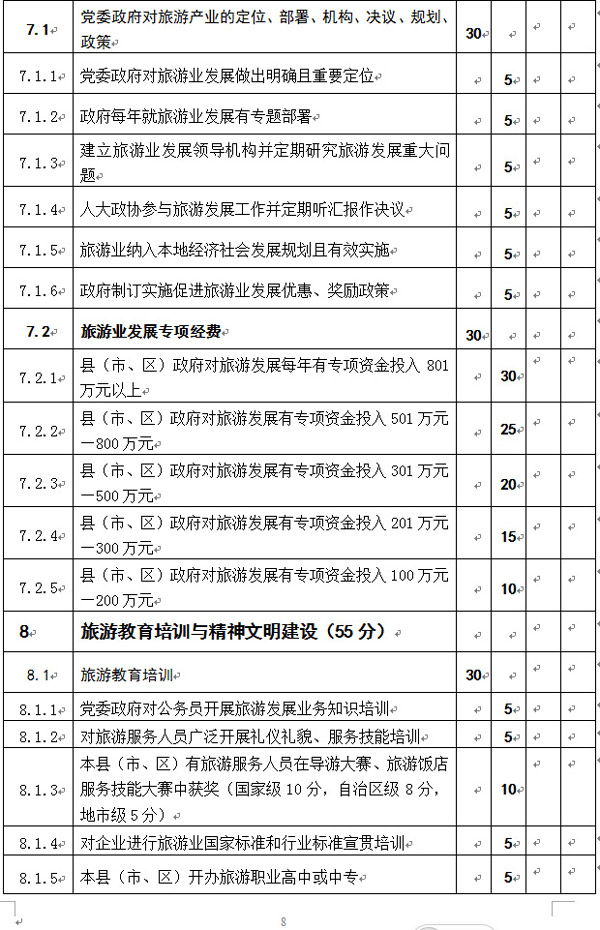 7.1 党委政府对旅游产业的定位、部署、机构、决议、规划、 30
政策
7.1.1 党委政府对旅游业发展做出明确且重要定位 5
7.1.2 政府每年就旅游业发展有专题部署 5
7.1.3 建立旅游业发展领导机构并定期研究旅游发展重大问 5
题
7.1.4 人大政协参与旅游发展工作并定期听汇报作决议 5
7.1.5 旅游业纳入本地经济社会发展规划且有效实施 5
7.1.6 政府制订实施促进旅游业发展优惠、奖励政策 5
7.2 旅游业发展专项经费 30
7.2.1 县（市、区）政府对旅游发展每年有专项资金投入 801 30
万元以上
7.2.2 县（市、区）政府对旅游发展有专项资金投入 501 万元 25
—800 万元
7.2.3 县（市、区）政府对旅游发展有专项资金投入 301 万元 20
—500 万元
7.2.4 县（市、区）政府对旅游发展有专项资金投入 201 万元 15
—300 万元
7.2.5 县（市、区）政府对旅游发展有专项资金投入 100 万元 10
—200 万元
8 旅游教育培训与精神文明建设（55 分）
8.1 旅游教育培训 30
8.1.1 党委政府对公务员开展旅游发展业务知识培训 5
8.1.2 对旅游服务人员广泛开展礼仪礼貌、服务技能培训 5
8.1.3 本县（市、区）有旅游服务人员在导游大赛、旅游饭店 10
服务技能大赛中获奖（国家级 10 分，自治区级 8 分，
地市级 5 分）
8.1.4 对企业进行旅游业国家标准和行业标准宣贯培训 5
8.1.5 本县（市、区）开办旅游职业高中或中专 5
8